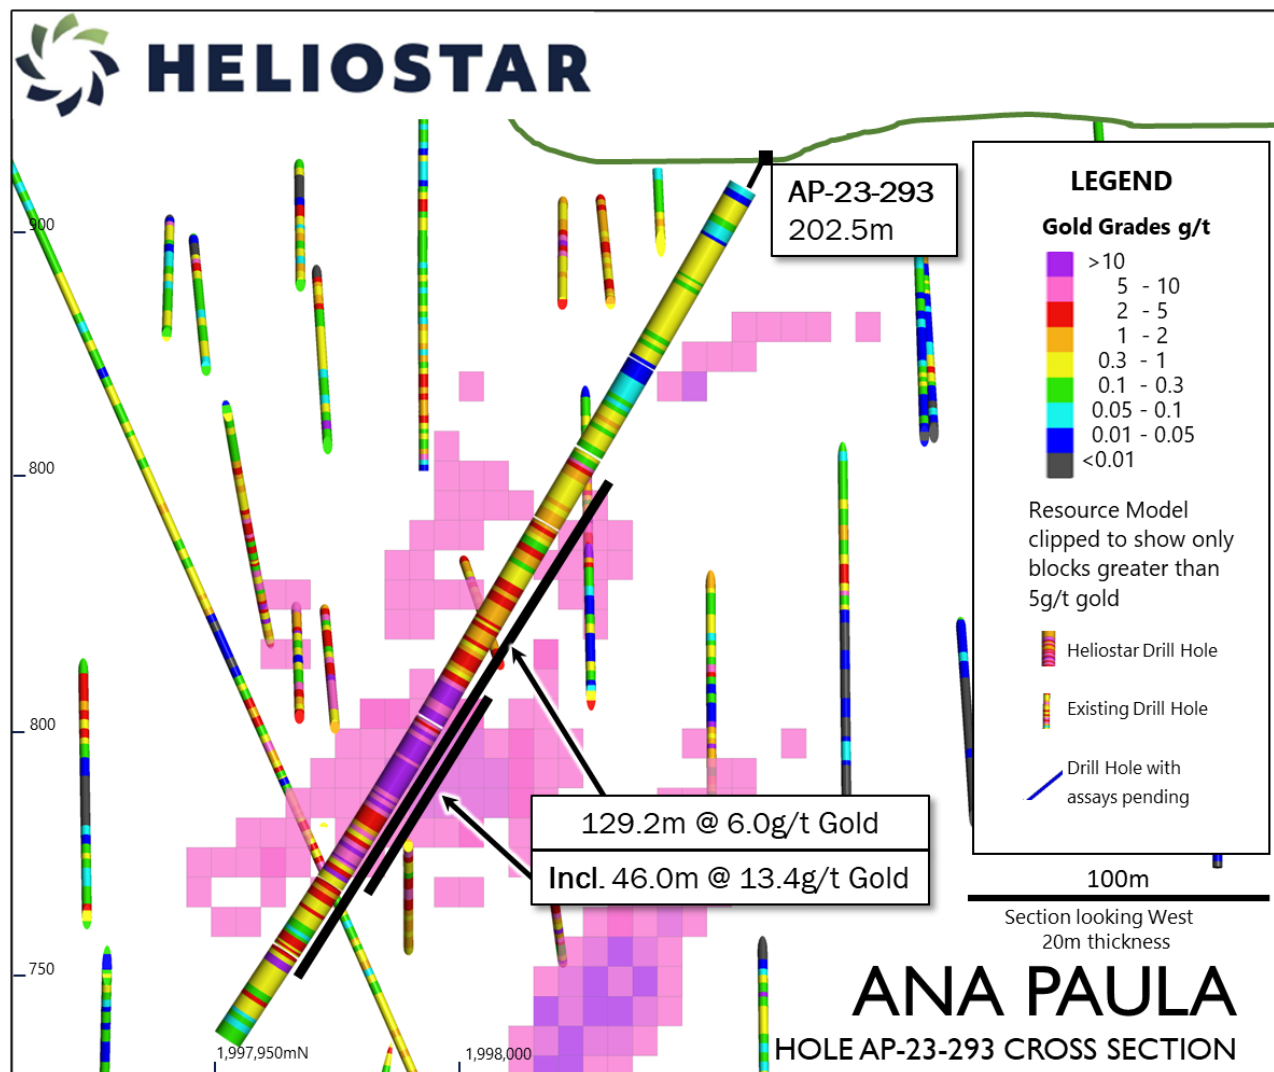 HELIOSTAR
AP-23-293
202.5m
900
800
800
750
LEGEND
Gold Grades g/t
>10
5 - 10
2 - 5
1 - 2
0.3 - 1
0.1 - 0.3
0.05 - 0.1
0.01 - 0.05
<0.01
Resource Model
clipped to show only
blocks greater than
5g/t gold
Heliostar Drill Hole
Existing Drill Hole
Drill Hole with
assays pending
129.2m @ 6.0g/t Gold
Incl. 46.0m @ 13.4g/t Gold
100m
Section looking West
20m thickness
ANA PAULA
HOLE AP-23-293 CROSS SECTION
1,997,950mN
1,998,000